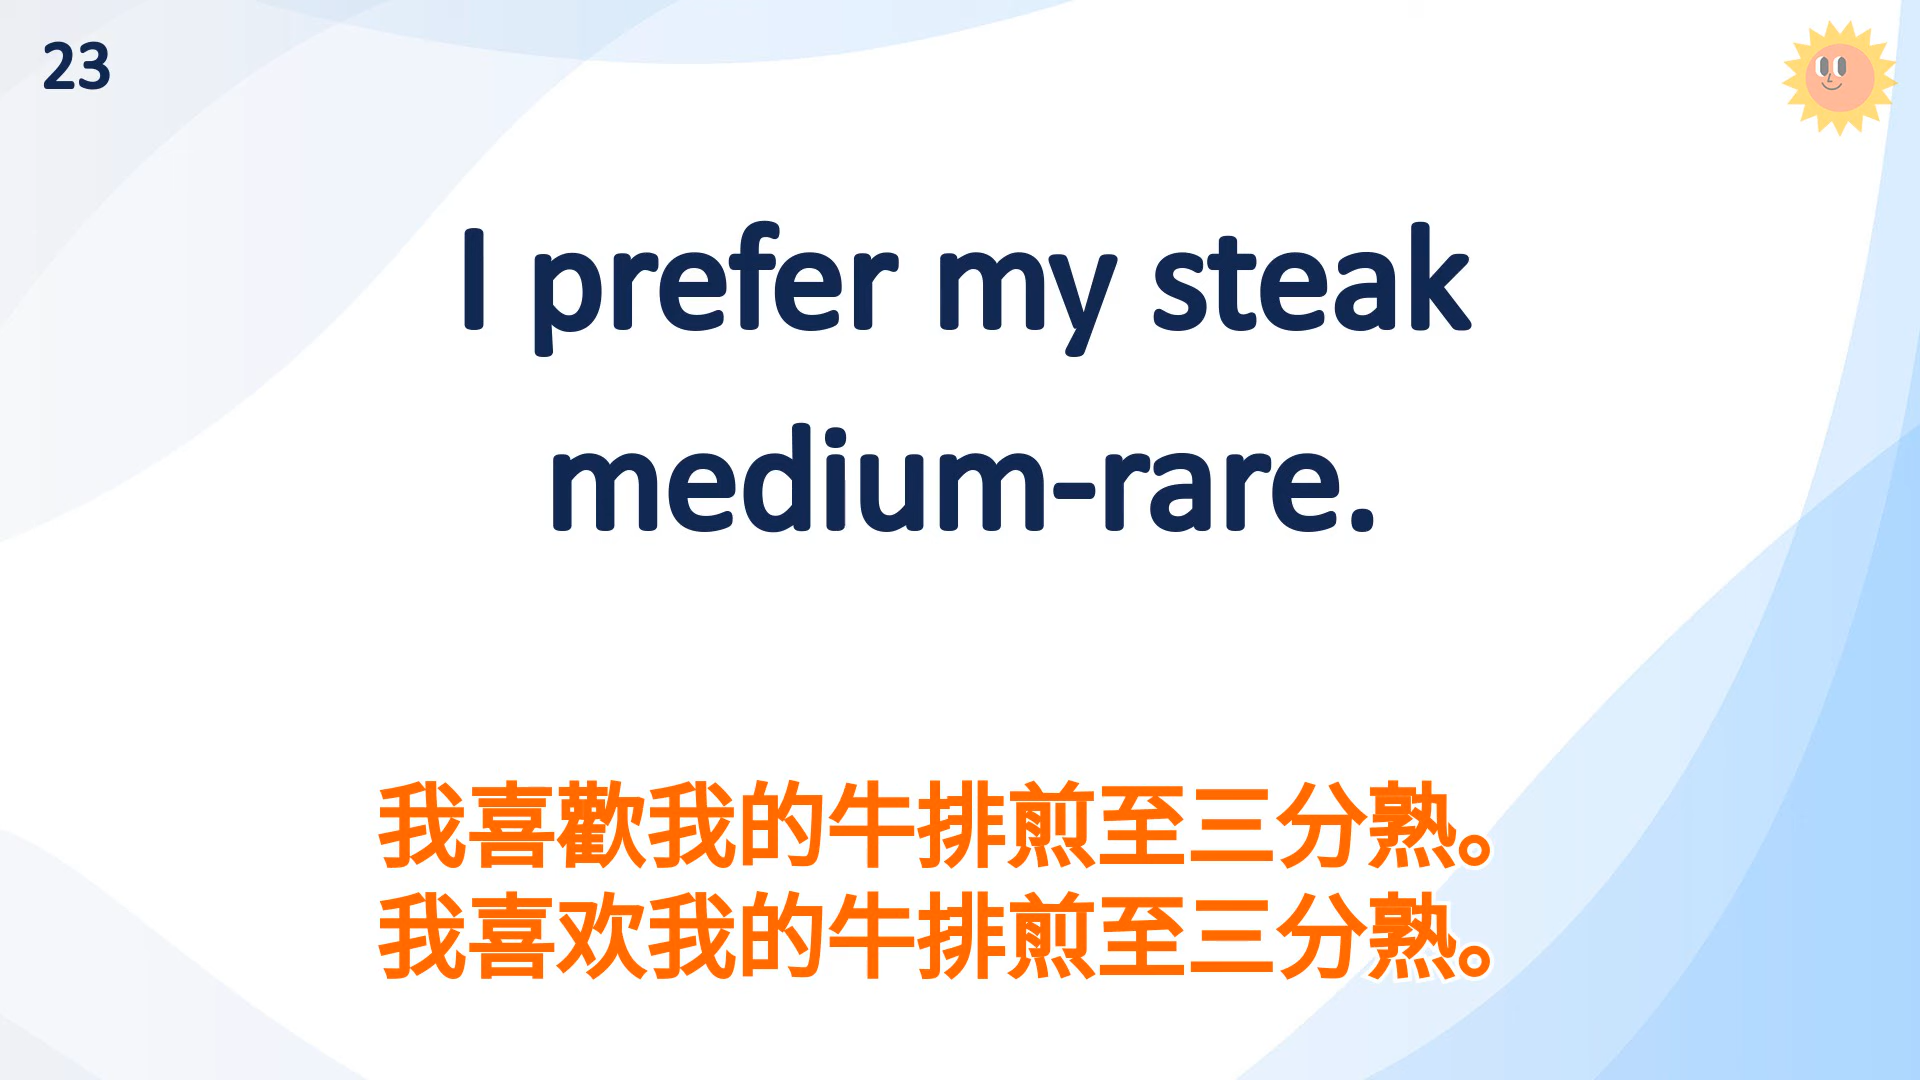 23
I prefer my steak
medium-rare.
我喜歡我的牛排煎至三分熟。
我喜欢我的牛排煎至三分熟。